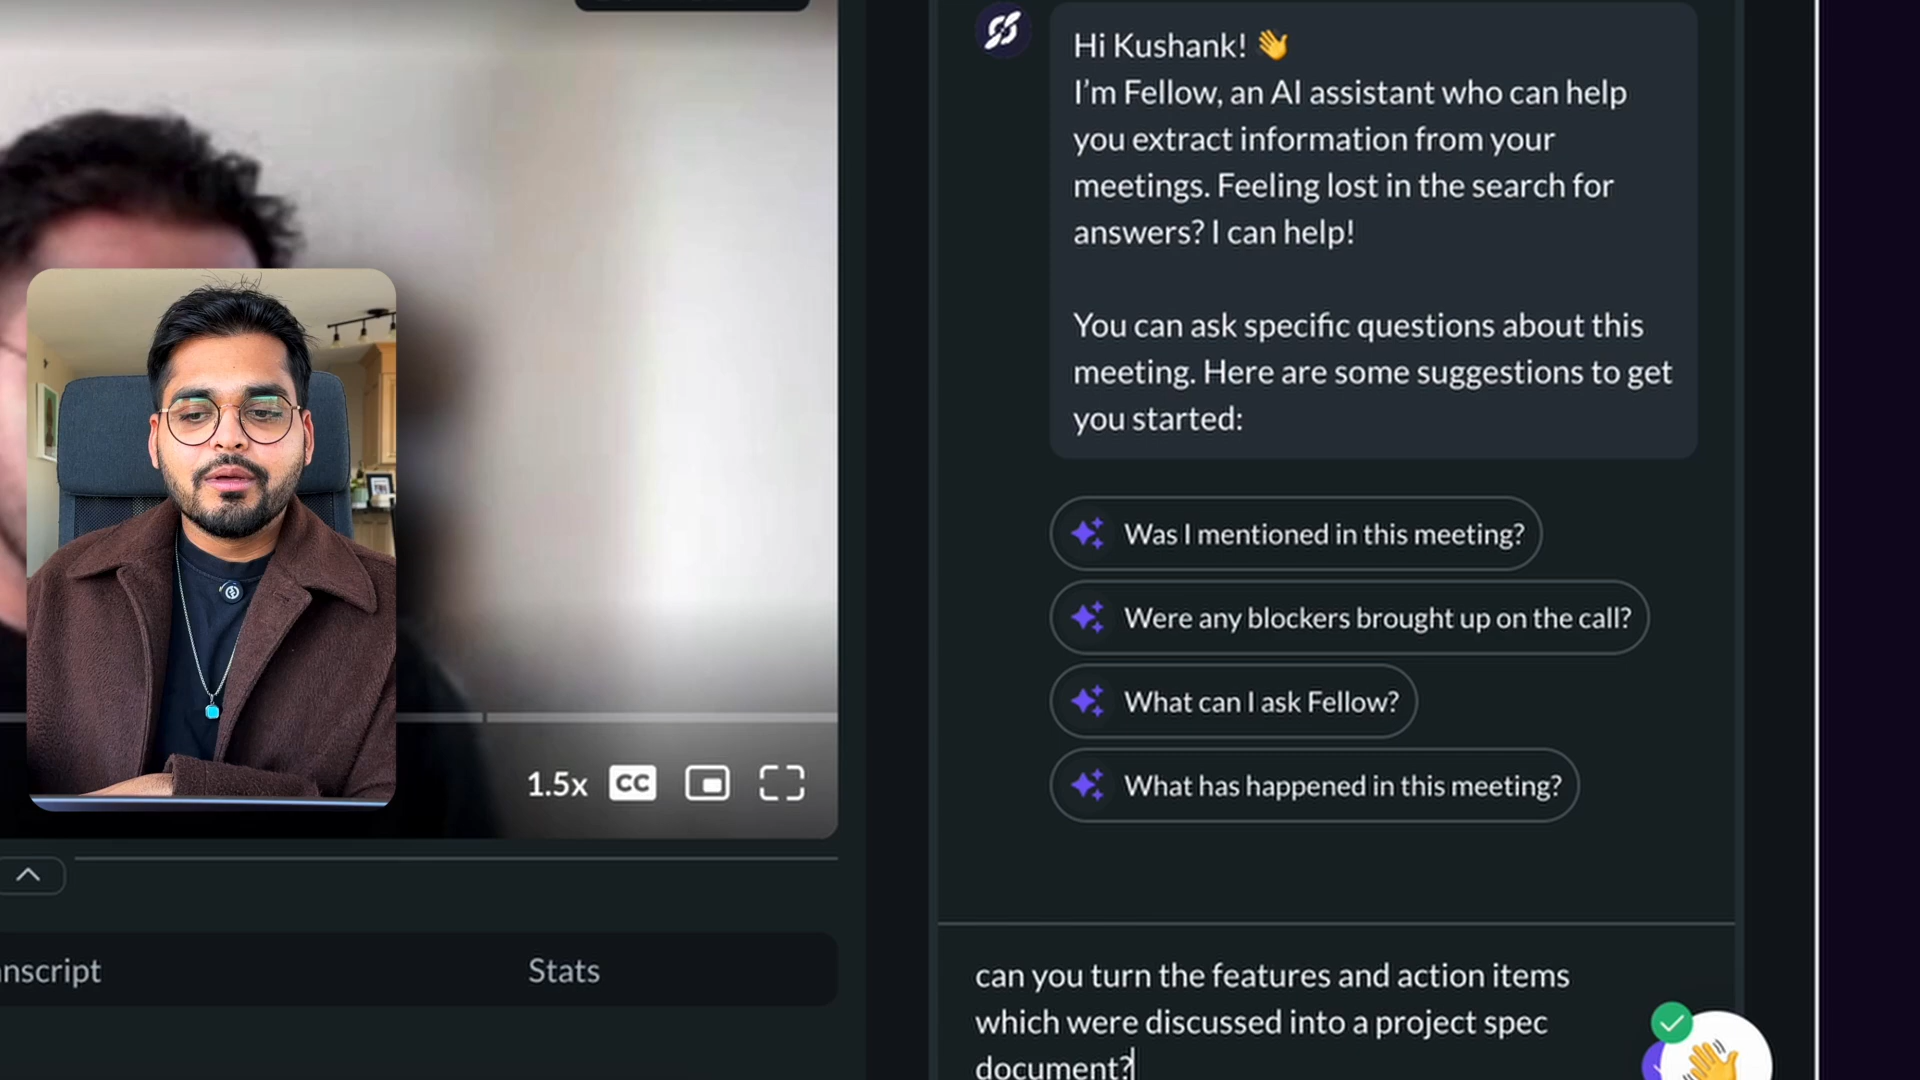 Hi Kushank! 👋
I'm Fellow, an AI assistant who can help
you extract information from your
meetings. Feeling lost in the search for
answers? I can help!
You can ask specific questions about this
meeting. Here are some suggestions to get
you started:
Was I mentioned in this meeting?
Were any blockers brought up on the call?
What can I ask Fellow?
What has happened in this meeting?
1.5x
CC
Stats
can you turn the features and action items
which were discussed into a project spec
document?